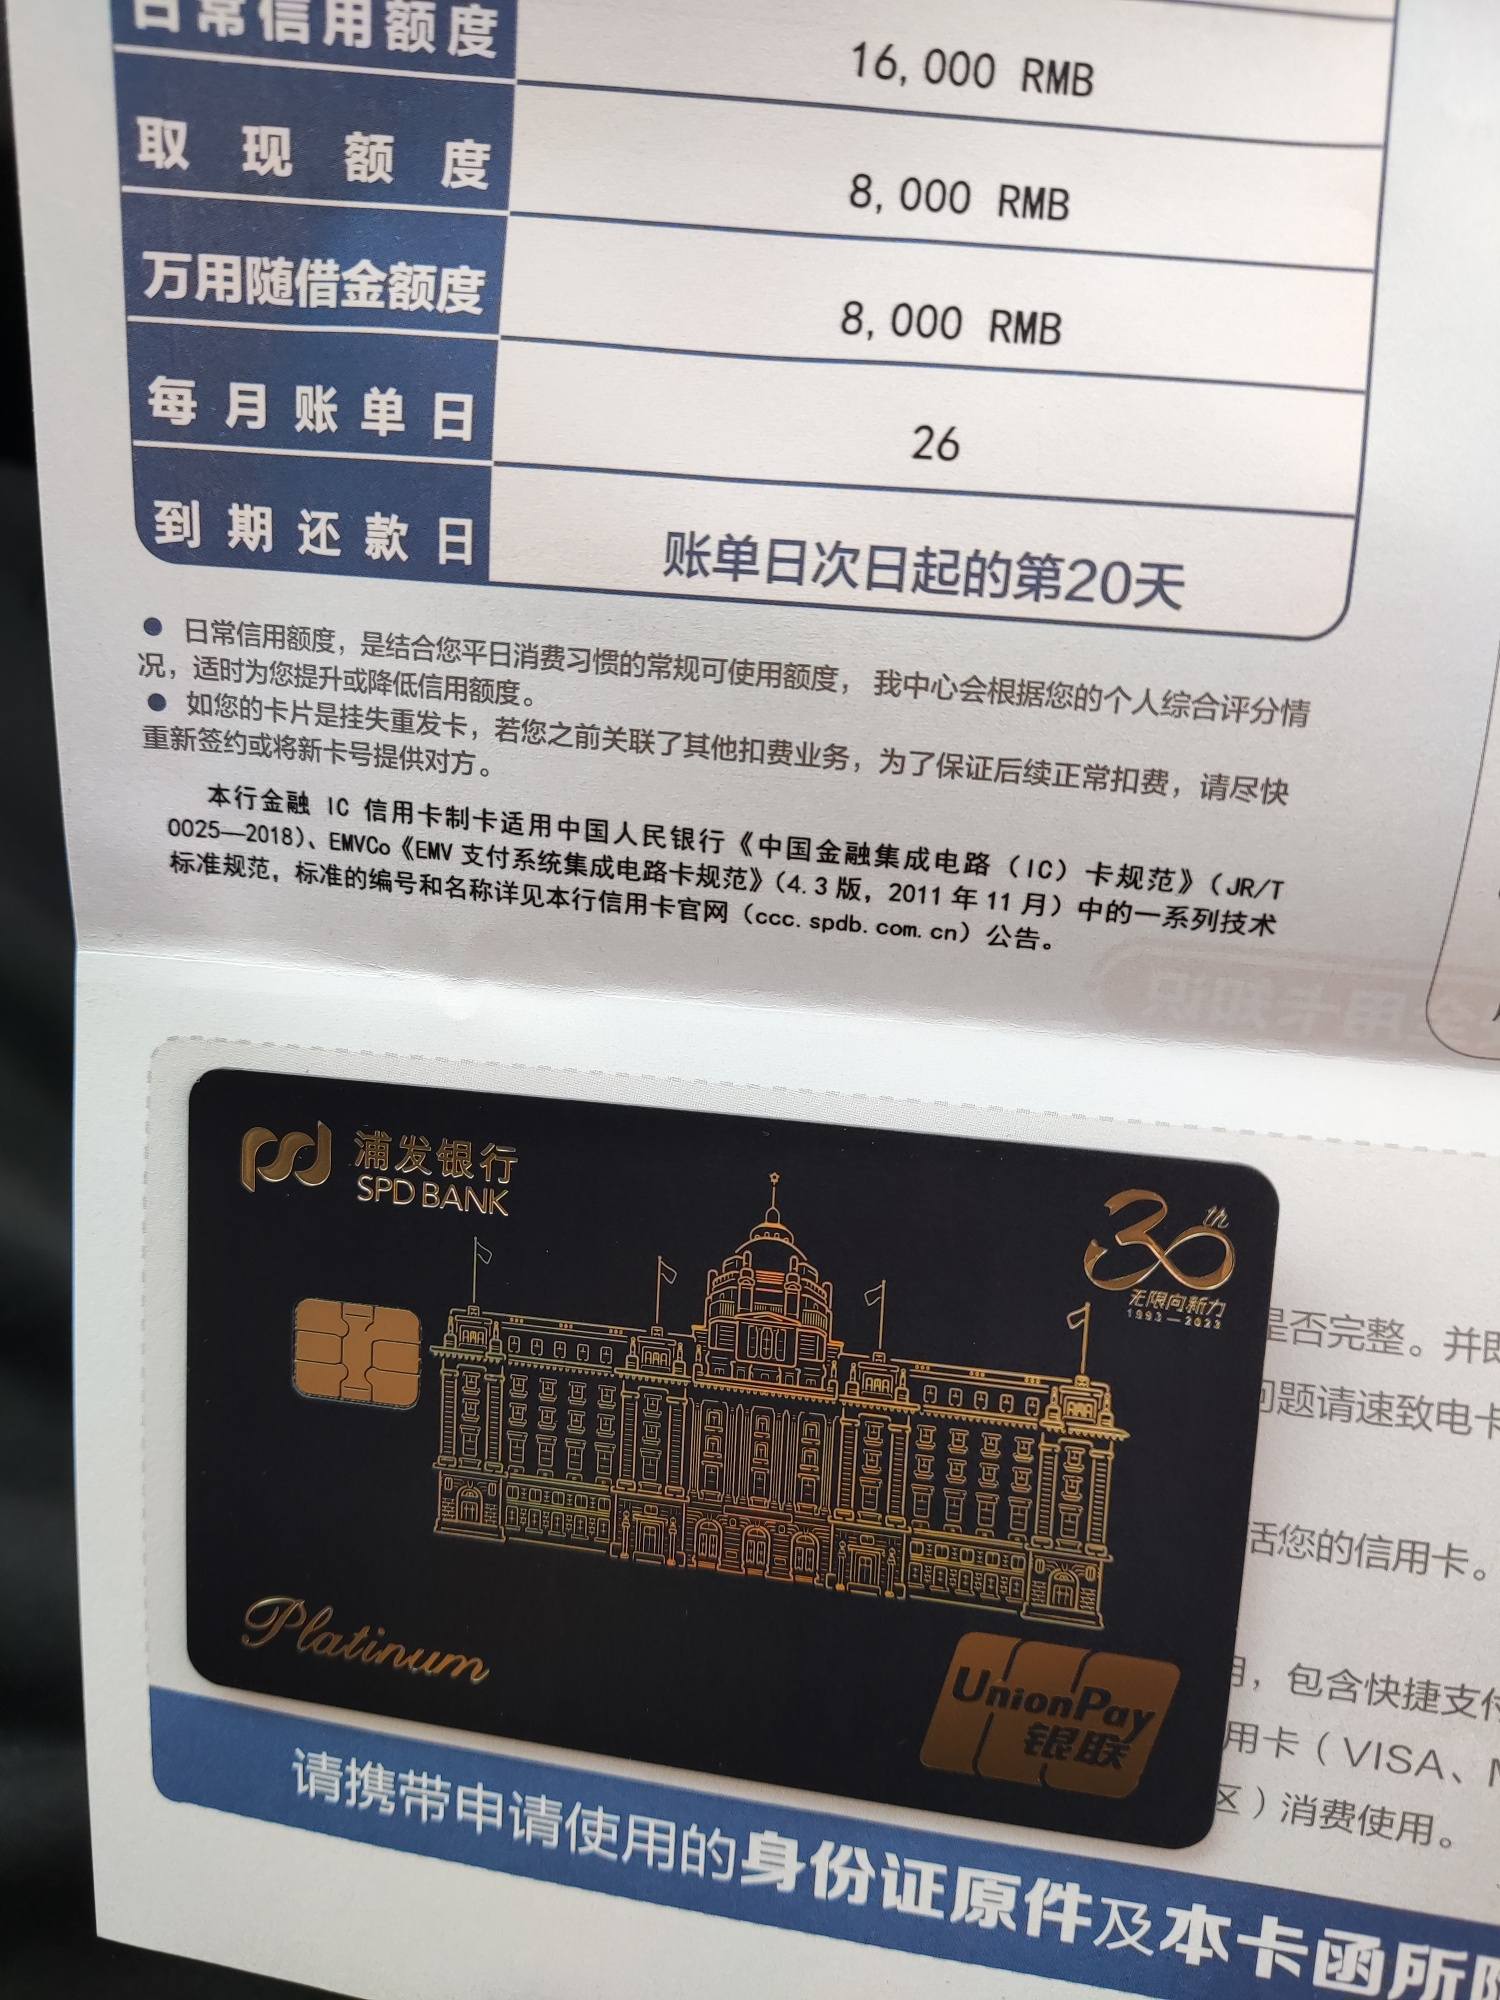 日常信用额度 16,000 RMB
取现额度 8,000 RMB
万用随借金额度 8,000 RMB
每月账单日 26
到期还款日 账单日次日起的第20天
● 日常信用额度，是结合您平日消费习惯的常规可使用额度，我中心会根据您的个人综合评分情
况，适时为您提升或降低信用额度。
● 如您的卡片是挂失重发卡，若您之前关联了其他扣费业务，为了保证后续正常扣费，请尽快
重新签约或将新卡号提供对方。
本行金融 IC 信用卡制卡适用中国人民银行《中国金融集成电路（IC）卡规范》（JR/T
0025—2018）、EMVCo《EMV 支付系统集成电路卡规范》（4.3 版，2011 年 11 月）中的一系列技术
标准规范，标准的编号和名称详见本行信用卡官网（ccc.spdb.com.cn）公告。
浦发银行
SPD BANK
30th
无限向新力
1993—2023
是否完整。并即
问题请速致电卡
活您的信用卡。
用，包含快捷支付
用卡（VISA、M
区）消费使用。
Platinum
UnionPay
银联
请携带申请使用的身份证原件及本卡函所附